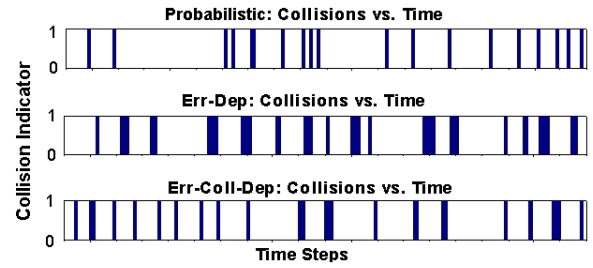 Probabilistic: Collisions vs. Time
1
0
Err-Dep: Collisions vs. Time
1
0
Err-Coll-Dep: Collisions vs. Time
1
0
Collision Indicator
Time Steps